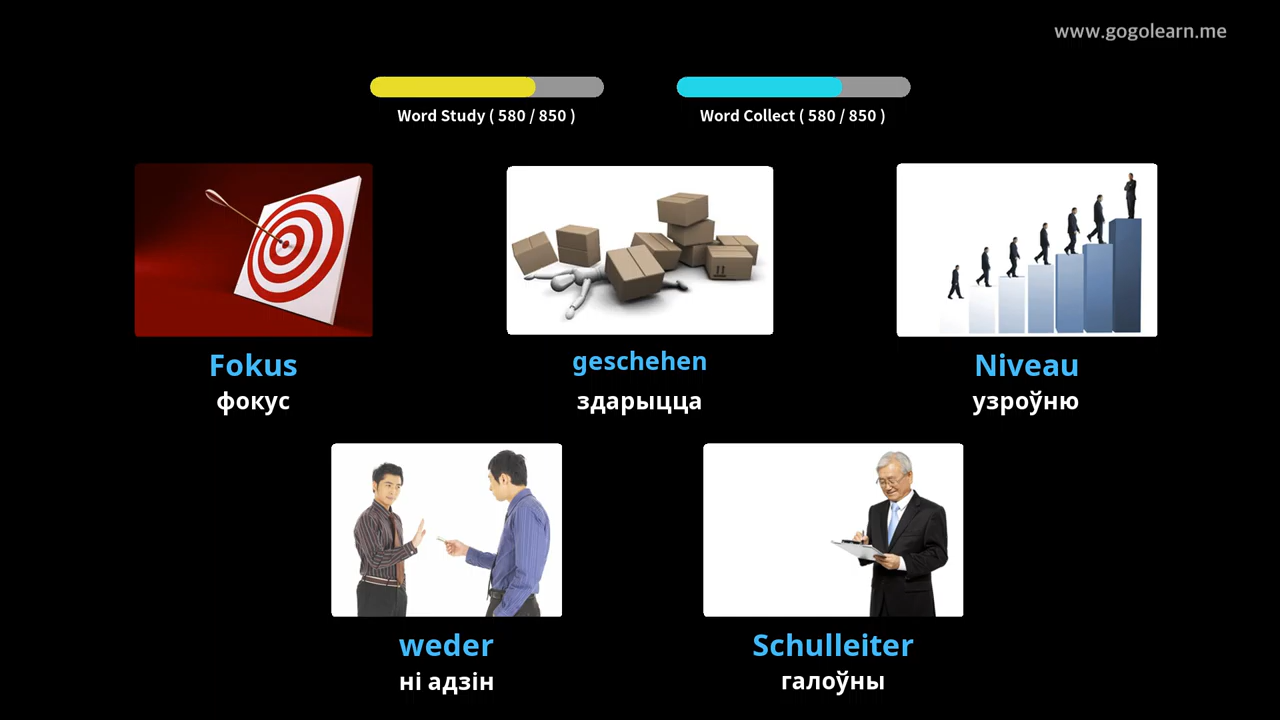 www.gogolearn.me
Word Study ( 580 / 850 )
Word Collect ( 580 / 850 )
Fokus
фокус
geschehen
здарыцца
Niveau
узроўню
weder
ні адзін
Schulleiter
галоўны